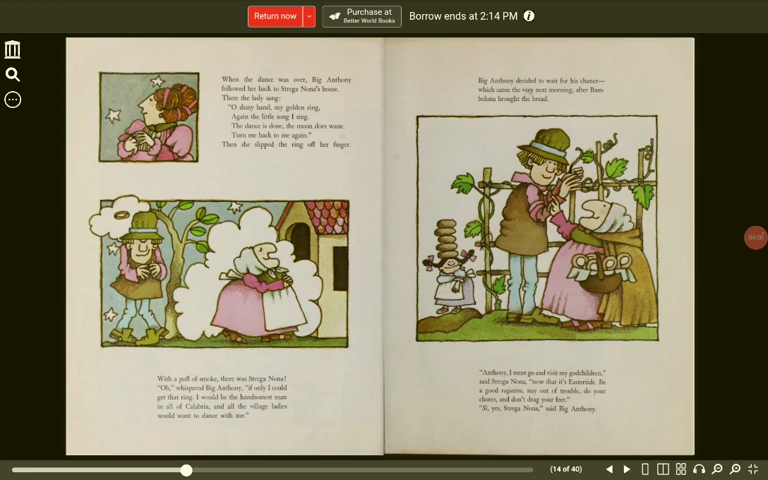 Return now
Purchase at
Better World Books
Borrow ends at 2:14 PM
When the dance was over, Big Anthony
followed her back to Strega Nona's house.
There the lady sang:
"O shiny band, my golden ring,
Again the little song I sing.
The dance is done, the moon does wane.
Turn me back to me again."
Then she slipped the ring off her finger.
With a puff of smoke, there was Strega Nona!
"Oh," whispered Big Anthony, "if only I could
get that ring. I would be the handsomest man
in all of Calabria, and all the village ladies
would want to dance with me."
Big Anthony decided to wait for his chance—
which came the very next morning, after Bam-
bolona brought the bread.
"Anthony, I must go and visit my godchildren,"
said Strega Nona, "now that it's Eastertide. Be
a good ragazzo, stay out of trouble, do your
chores, and don't drag your feet."
"Sì, yes, Strega Nona," said Big Anthony.
04:00
(14 of 40)